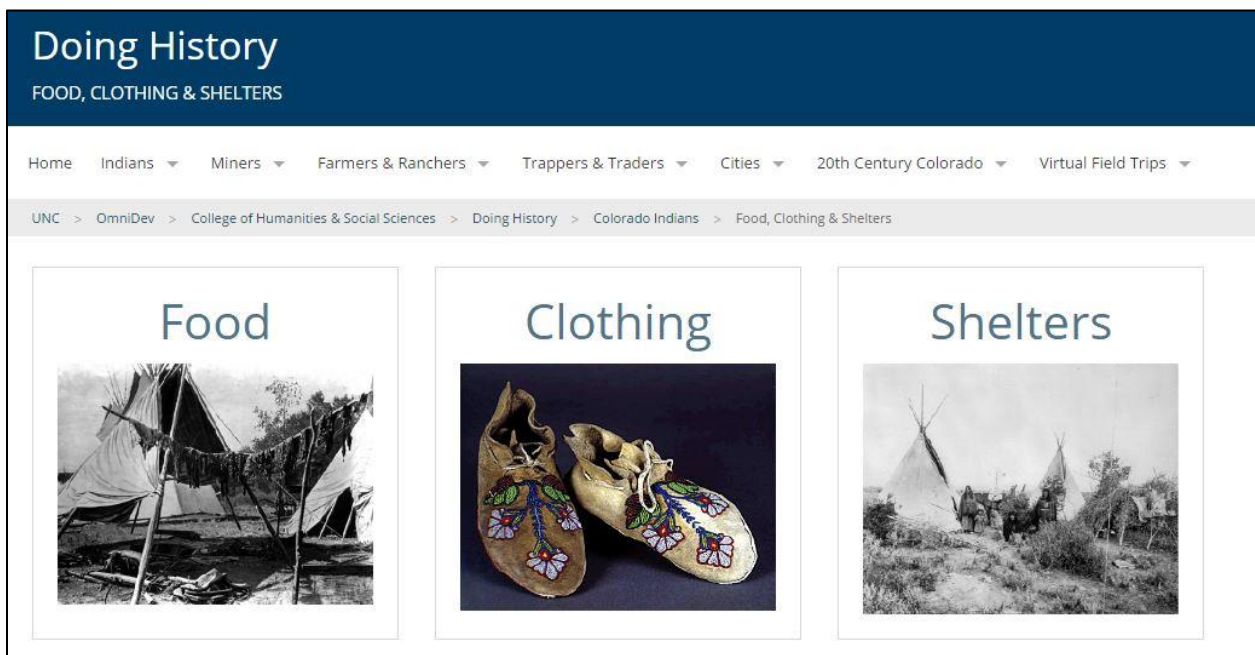 Doing History
FOOD, CLOTHING & SHELTERS
Home Indians Miners Farmers & Ranchers Trappers & Traders Cities 20th Century Colorado Virtual Field Trips
UNC > OmniDev > College of Humanities & Social Sciences > Doing History > Colorado Indians > Food, Clothing & Shelters
Food Clothing Shelters